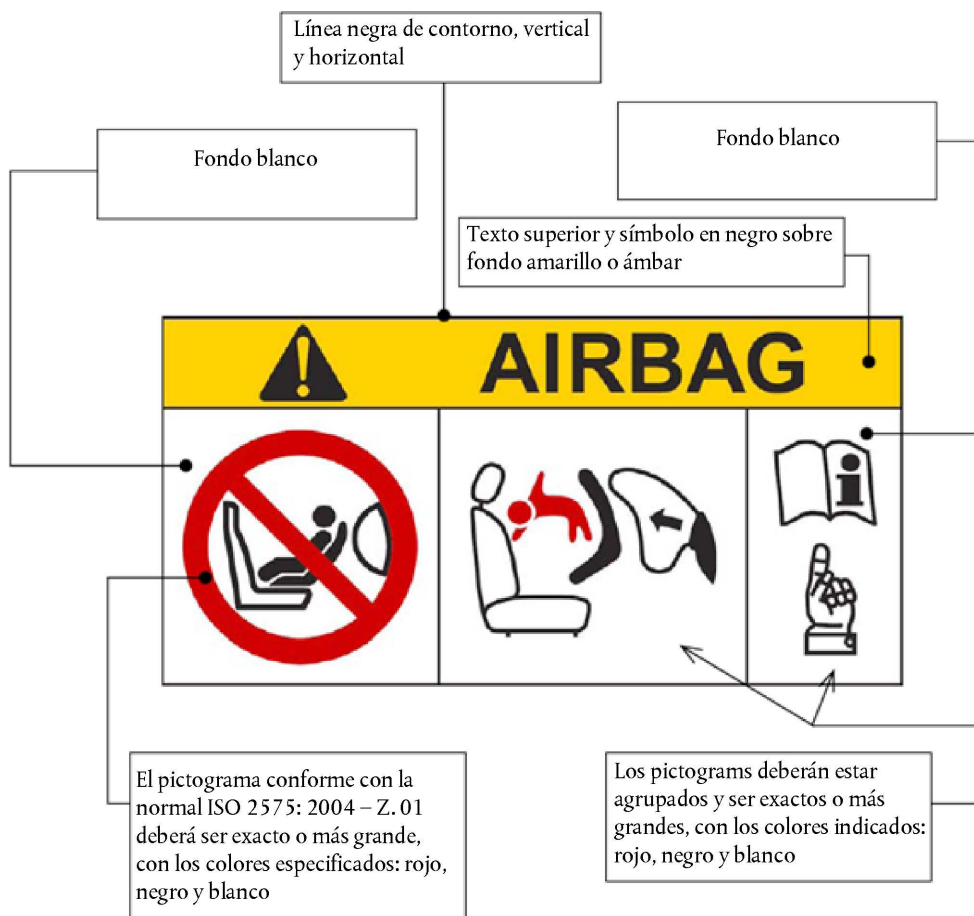 Línea negra de contorno, vertical
y horizontal
Fondo blanco
Fondo blanco
Texto superior y símbolo en negro sobre
fondo amarillo o ámbar
AIRBAG
El pictograma conforme con la
normal ISO 2575: 2004 – Z. 01
deberá ser exacto o más grande,
con los colores especificados: rojo,
negro y blanco
Los pictograms deberán estar
agrupados y ser exactos o más
grandes, con los colores indicados:
rojo, negro y blanco